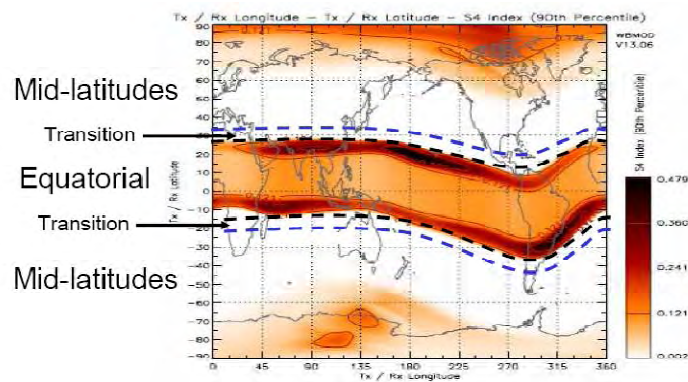 Tx / Rx Longitude – Tx / Rx Latitude – S4 Index (90th Percentile)
WBMOD
V13.06
90
80
70
60
50
40
30
20
10
0
-10
-20
-30
-40
-50
-60
-70
-80
-90
Tx / Rx Latitude
Mid-latitudes
Transition
Equatorial
Transition
Mid-latitudes
0 45 90 135 180 225 270 315 360
Tx / Rx Longitude
S4 Index (90th Percentile)
0.479
0.361
0.241
0.121
0.002